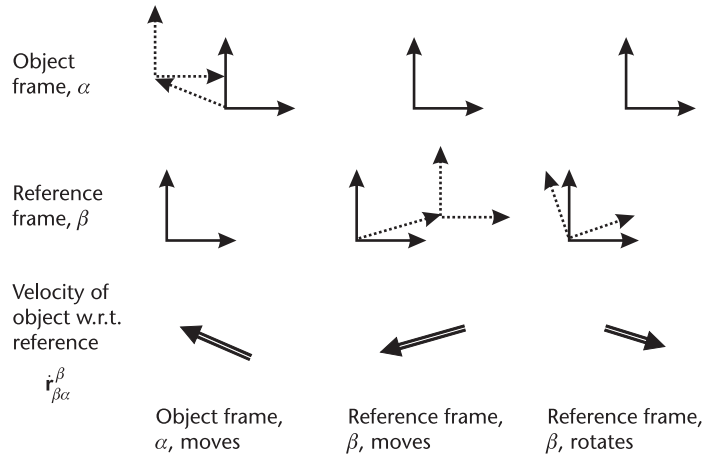 Object
frame, α
Reference
frame, β
Velocity of
object w.r.t.
reference
ṙ^β_βα
Object frame,
α, moves
Reference frame,
β, moves
Reference frame,
β, rotates